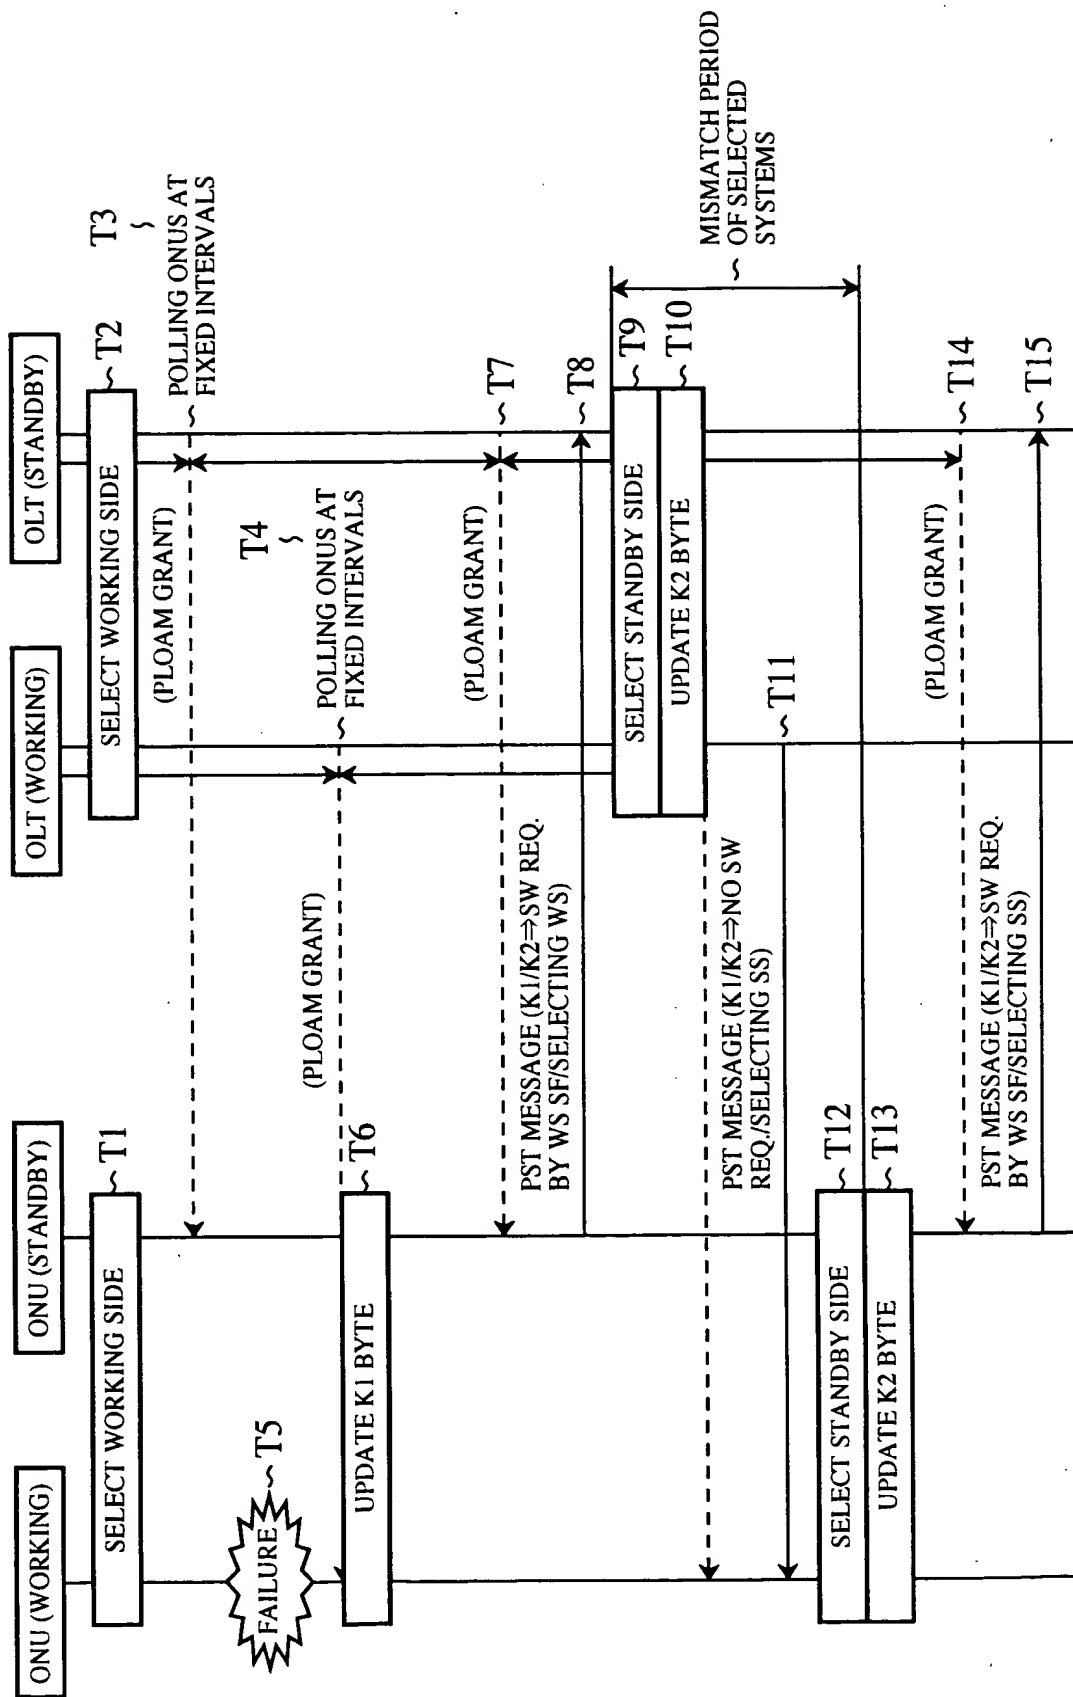 ONU (WORKING)
ONU (STANDBY)
OLT (WORKING)
OLT (STANDBY)
SELECT WORKING SIDE
T1
SELECT WORKING SIDE
T2
(PLOAM GRANT)
T3
POLLING ONUS AT
FIXED INTERVALS
FAILURE
T5
(PLOAM GRANT)
T4
POLLING ONUS AT
FIXED INTERVALS
UPDATE K1 BYTE
T6
(PLOAM GRANT)
T7
PST MESSAGE (K1/K2⇒SW REQ.
BY WS SF/SELECTING WS)
T8
SELECT STANDBY SIDE
T9
UPDATE K2 BYTE
T10
MISMATCH PERIOD
OF SELECTED
SYSTEMS
PST MESSAGE (K1/K2⇒NO SW
REQ./SELECTING SS)
T11
SELECT STANDBY SIDE
T12
UPDATE K2 BYTE
T13
(PLOAM GRANT)
T14
PST MESSAGE (K1/K2⇒SW REQ.
BY WS SF/SELECTING SS)
T15